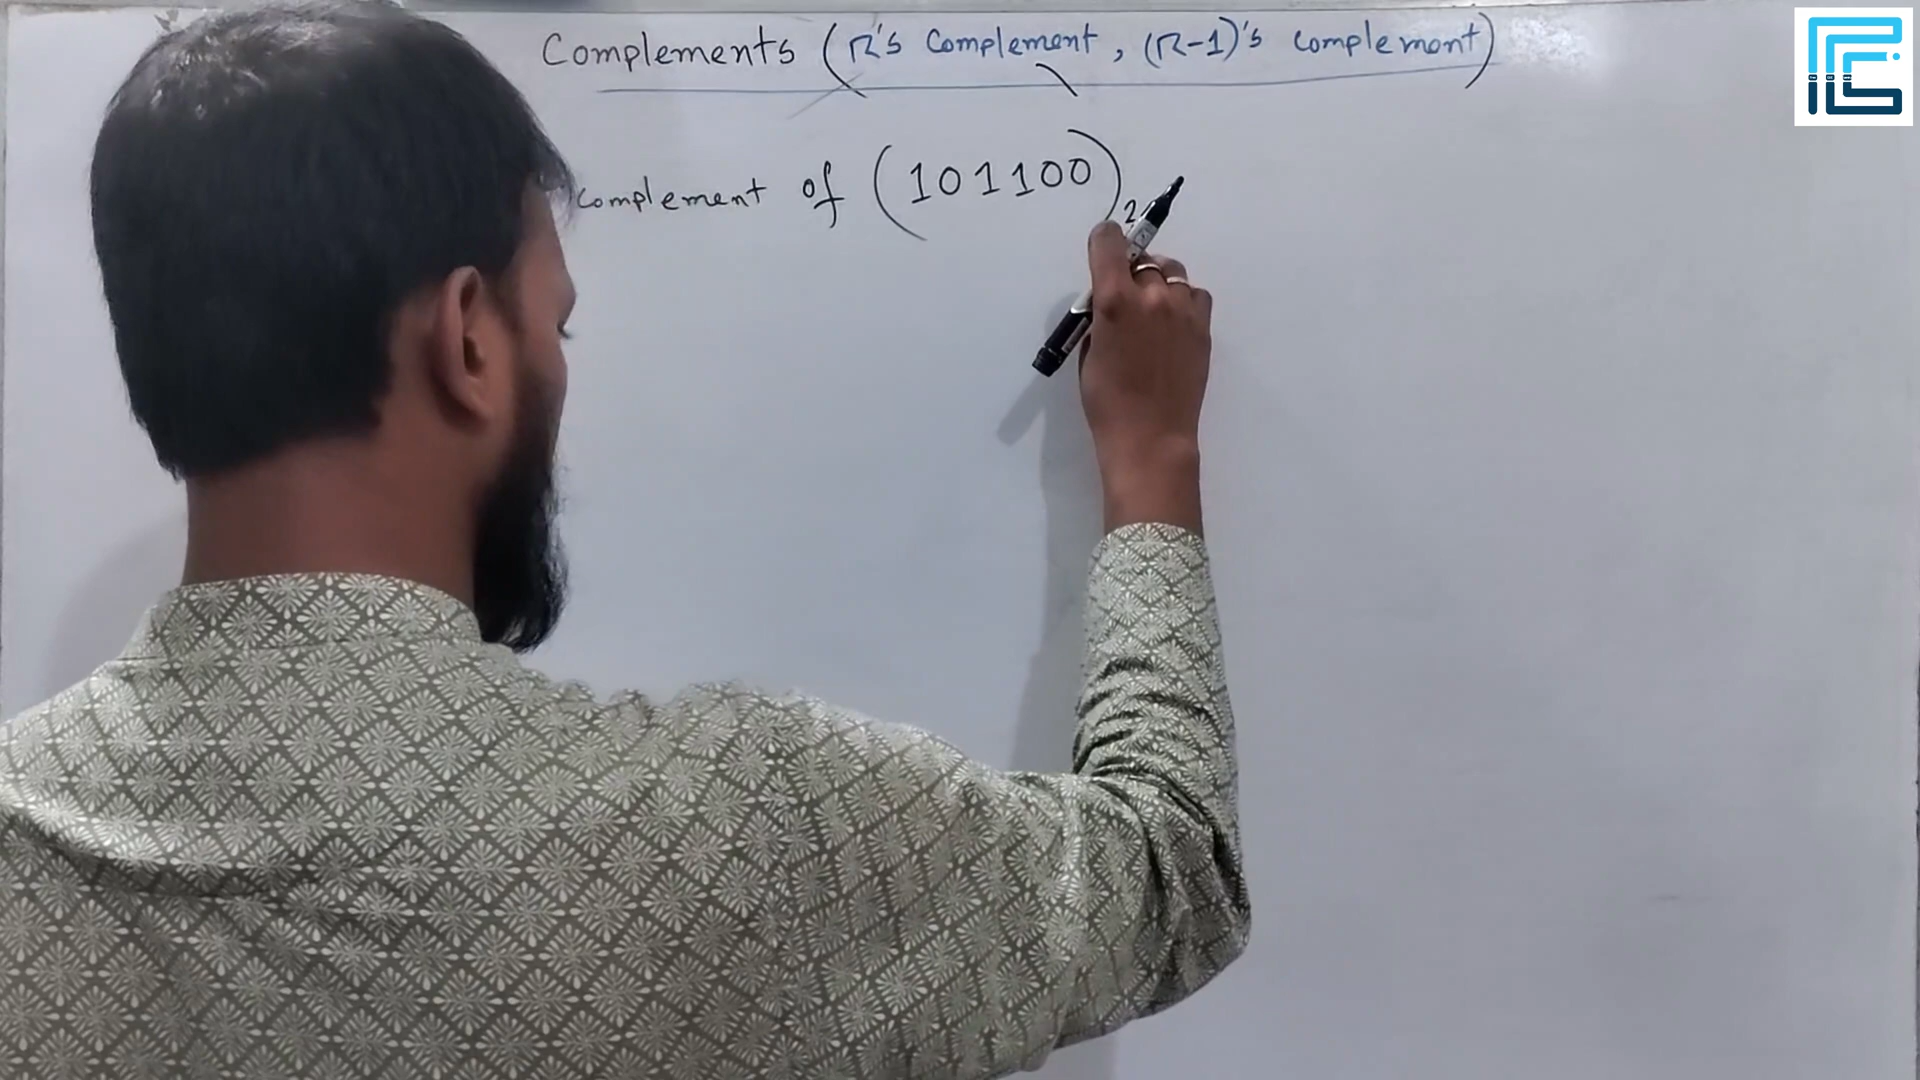 Complements (r's Complement, (r-1)'s complement)
complement of (101100)2